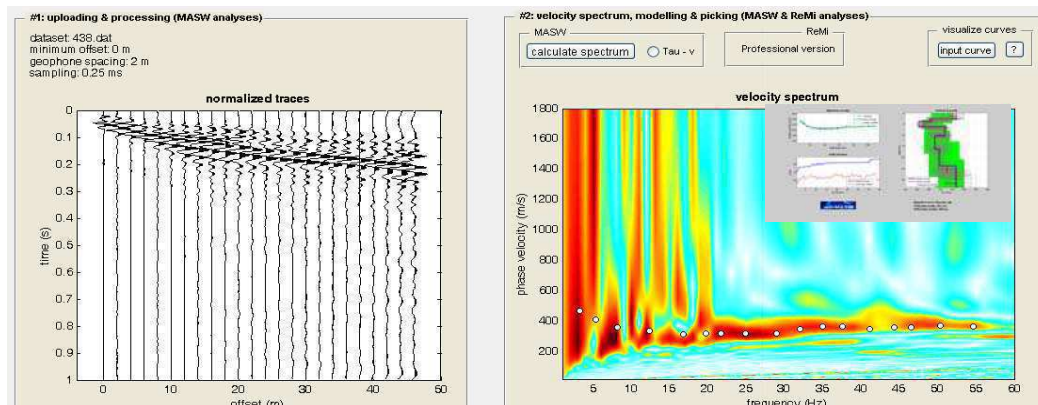 #1: uploading & processing (MASW analyses)
dataset: 438.dat
minimum offset: 0 m
geophone spacing: 2 m
sampling: 0.25 ms
normalized traces
time (s)
0
0.1
0.2
0.3
0.4
0.5
0.6
0.7
0.8
0.9
1
0 10 20 30 40 50
offset (m)
#2: velocity spectrum, modelling & picking (MASW & ReMi analyses)
MASW
calculate spectrum
Tau - v
ReMi
Professional version
visualize curves
input curve
?
velocity spectrum
phase velocity (m/s)
1800
1600
1400
1200
1000
800
600
400
200
5 10 15 20 25 30 35 40 45 50 55 60
frequency (Hz)